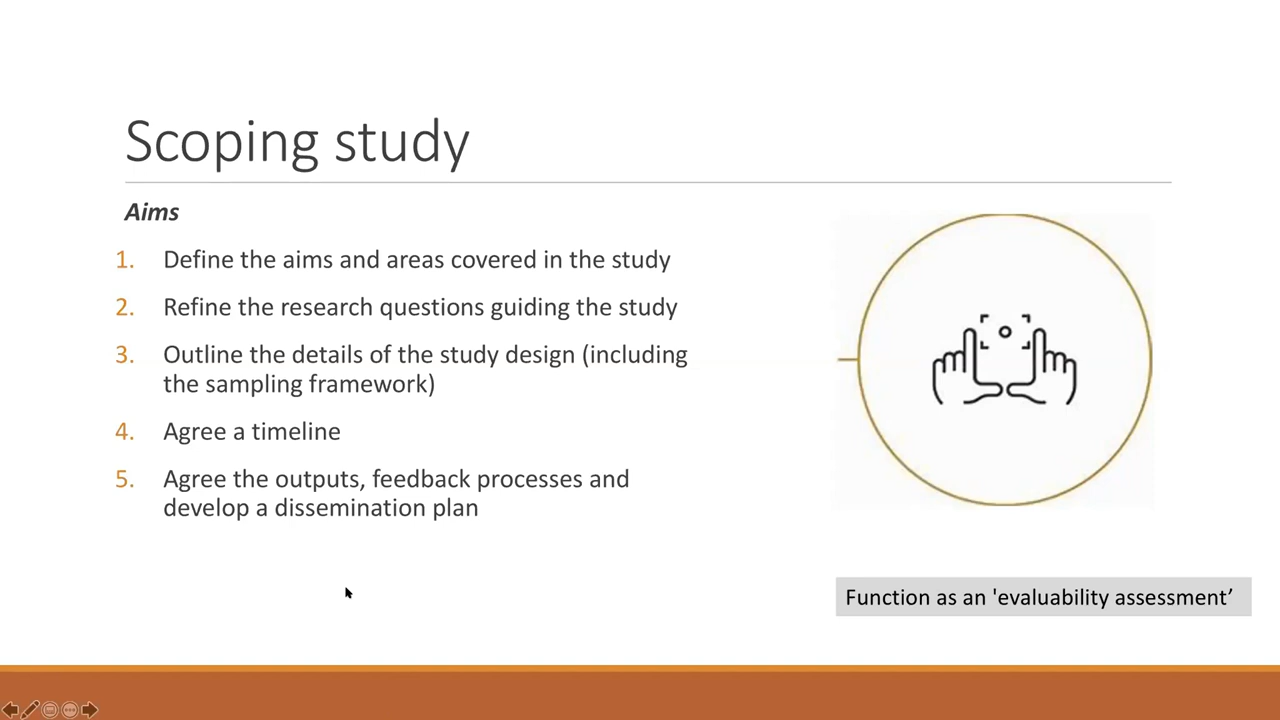 Scoping study
Aims
1. Define the aims and areas covered in the study
2. Refine the research questions guiding the study
3. Outline the details of the study design (including
the sampling framework)
4. Agree a timeline
5. Agree the outputs, feedback processes and
develop a dissemination plan
Function as an 'evaluability assessment’